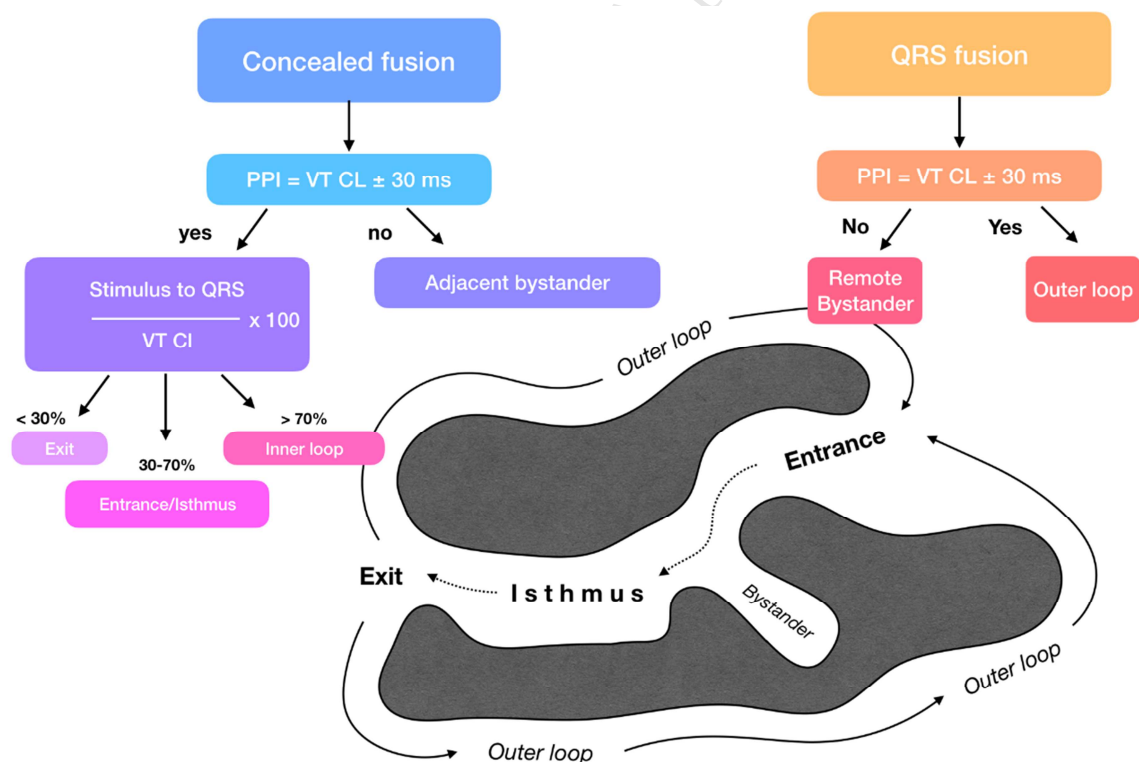 Concealed fusion
QRS fusion
PPI = VT CL ± 30 ms
PPI = VT CL ± 30 ms
yes
no
No
Yes
Stimulus to QRS
VT Cl
x 100
Adjacent bystander
Remote
Bystander
Outer loop
< 30%
Exit
30-70%
Entrance/Isthmus
> 70%
Inner loop
Outer loop
Entrance
Exit
Isthmus
Bystander
Outer loop
Outer loop